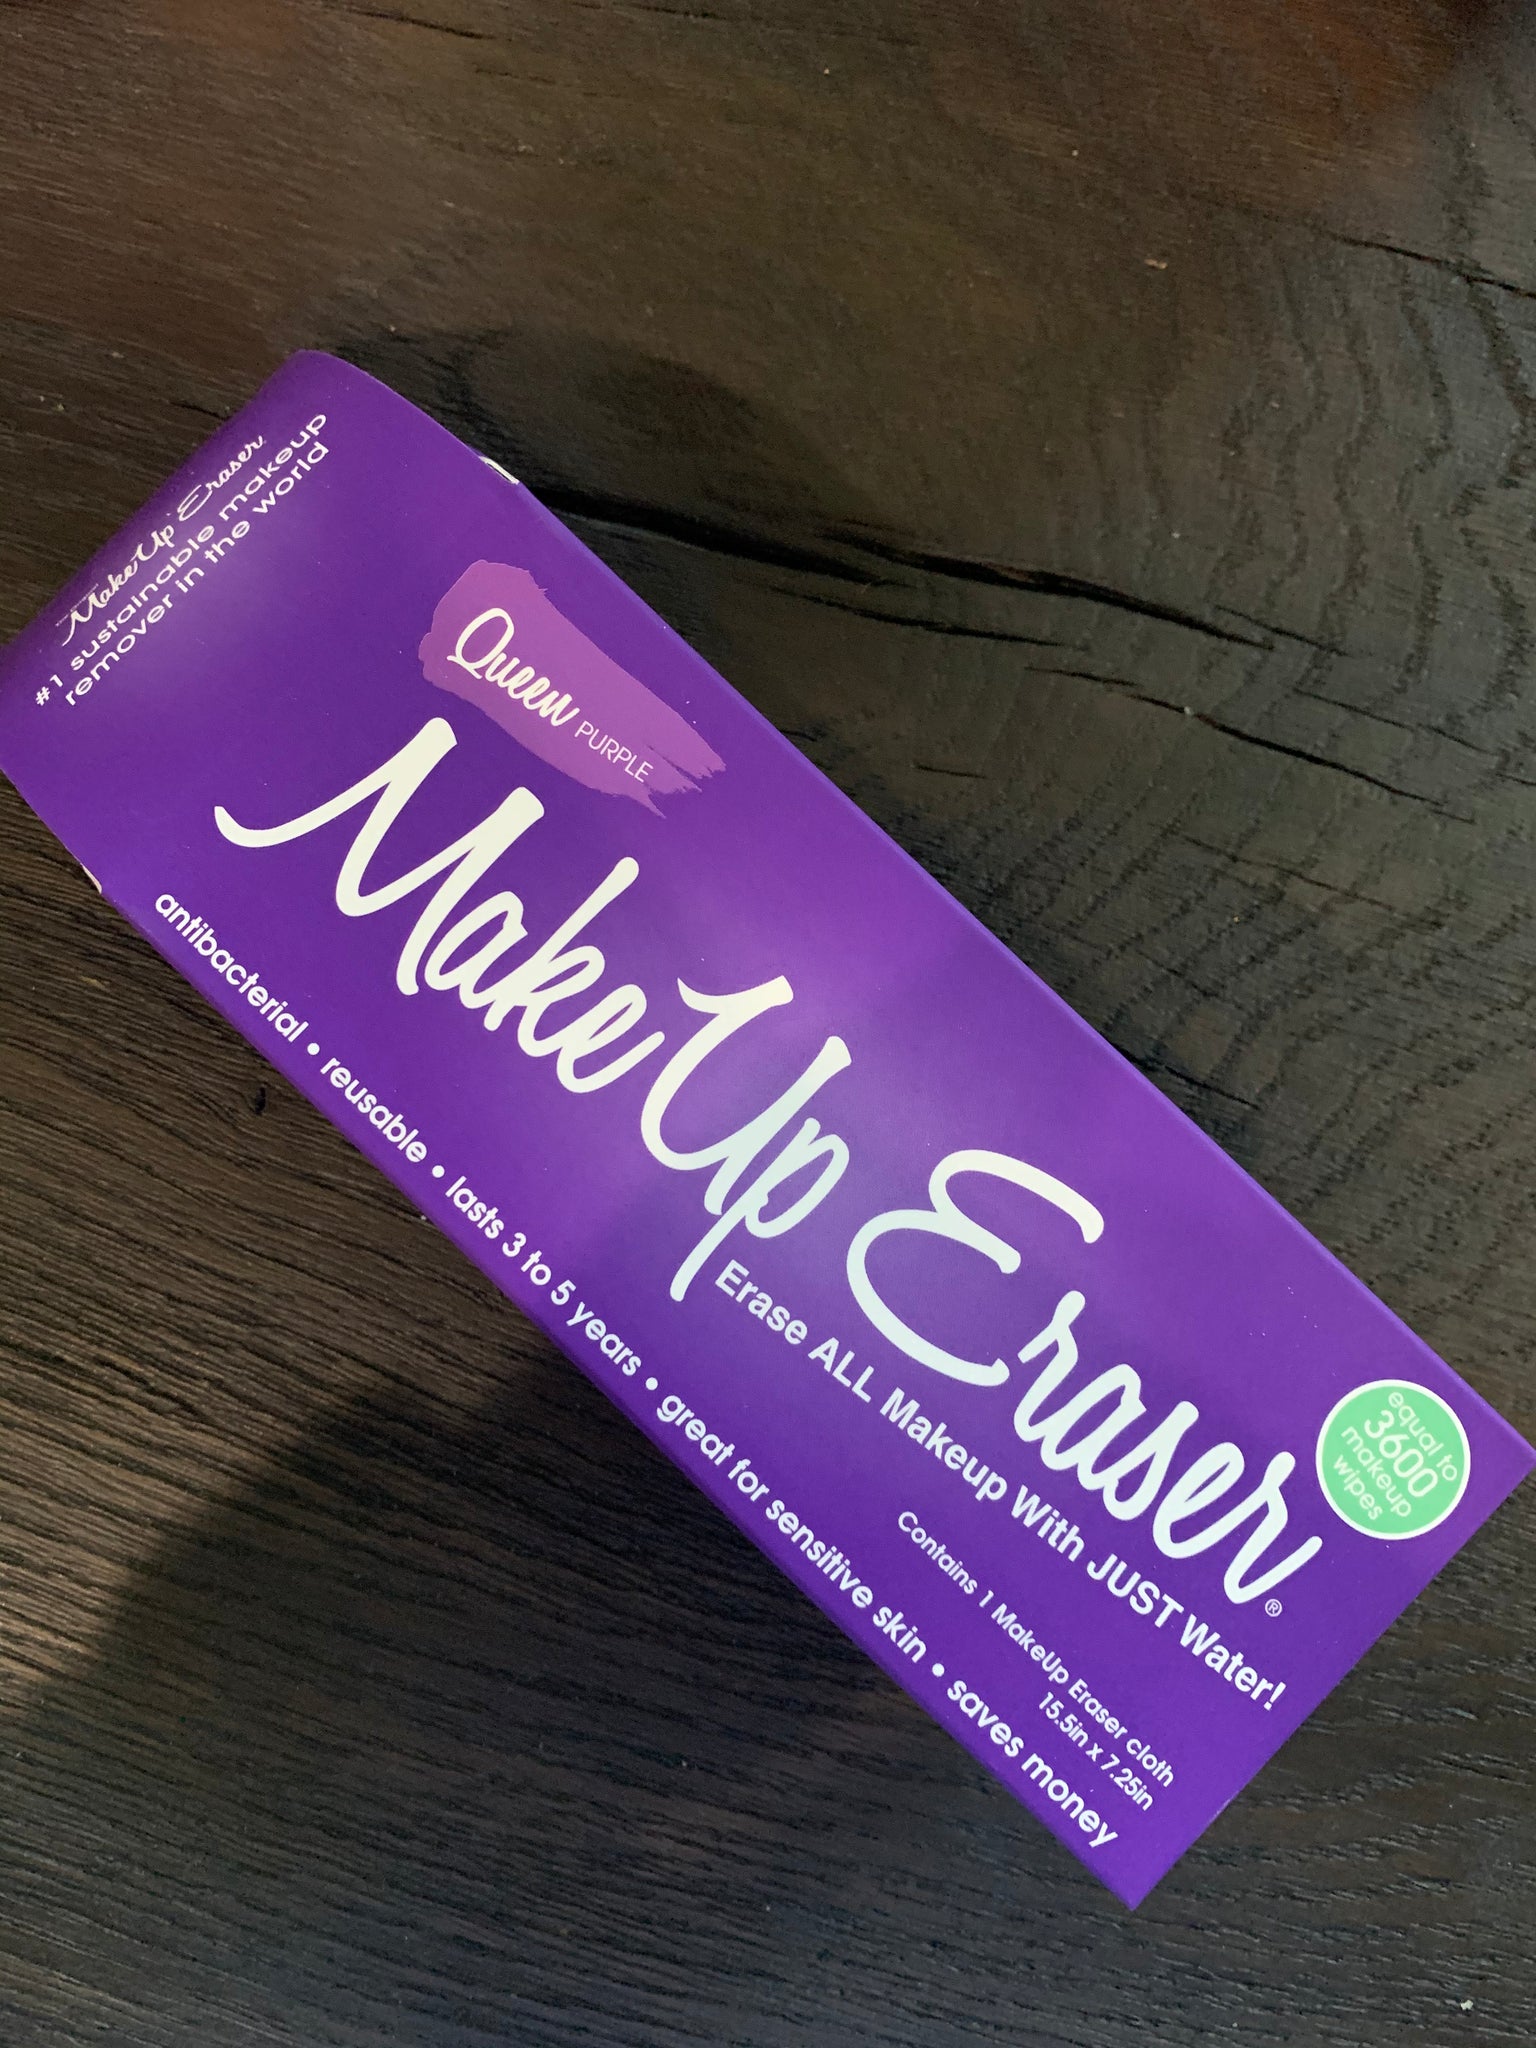 MakeUp Eraser
#1 sustainable makeup
remover in the world
Queen PURPLE
MakeUp Eraser®
Erase ALL Makeup With JUST Water!
equal to
3600
makeup
wipes
Contains 1 MakeUp Eraser cloth
15.5in x 7.25in
antibacterial • reusable • lasts 3 to 5 years • great for sensitive skin • saves money